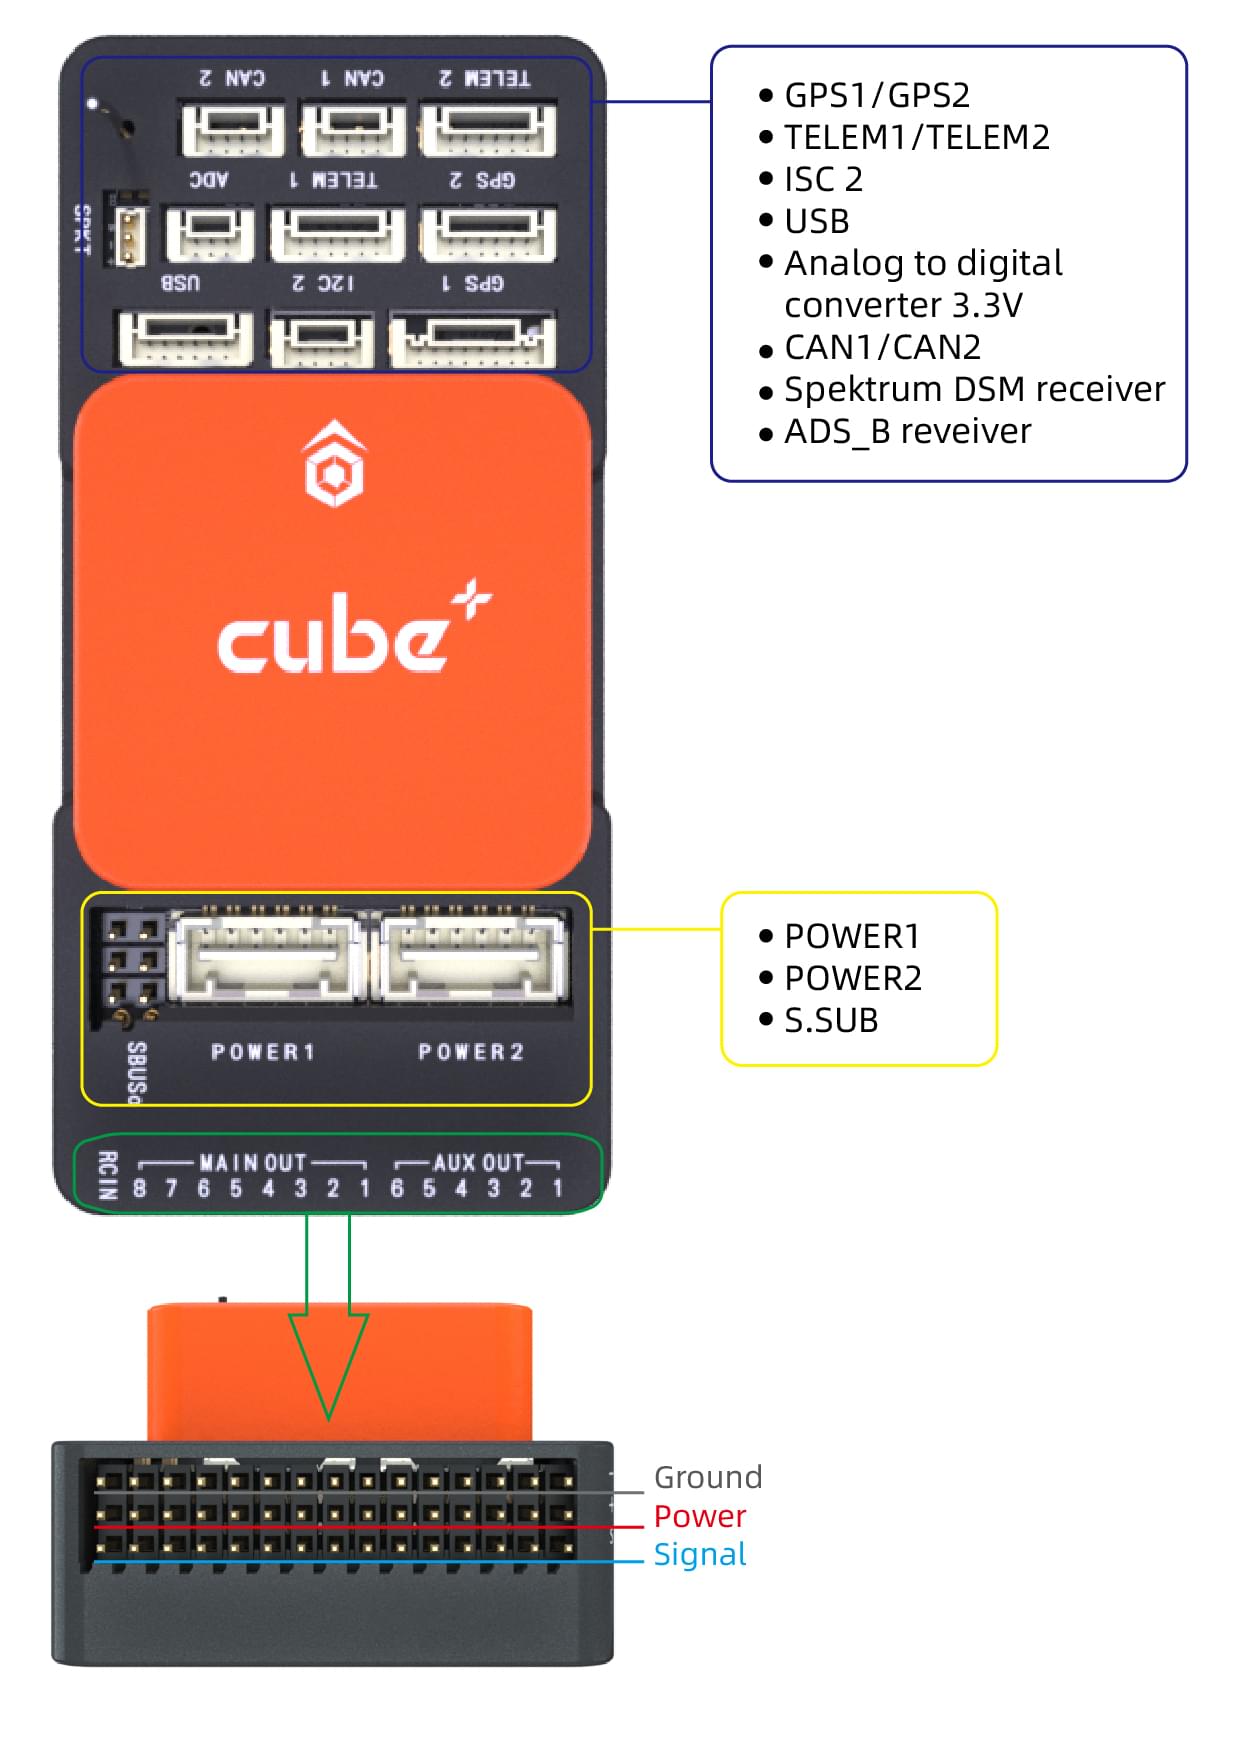 CAN 2 CAN 1 TELEM 2
ADC TELEM 1 GPS 2
SPKT
USB I2C 2 GPS 1
• GPS1/GPS2
• TELEM1/TELEM2
• ISC 2
• USB
• Analog to digital
converter 3.3V
• CAN1/CAN2
• Spektrum DSM receiver
• ADS_B reveiver
cube+
SBUSo
POWER1 POWER2
• POWER1
• POWER2
• S.SUB
RCIN
MAIN OUT AUX OUT
8 7 6 5 4 3 2 1 6 5 4 3 2 1
Ground
Power
Signal